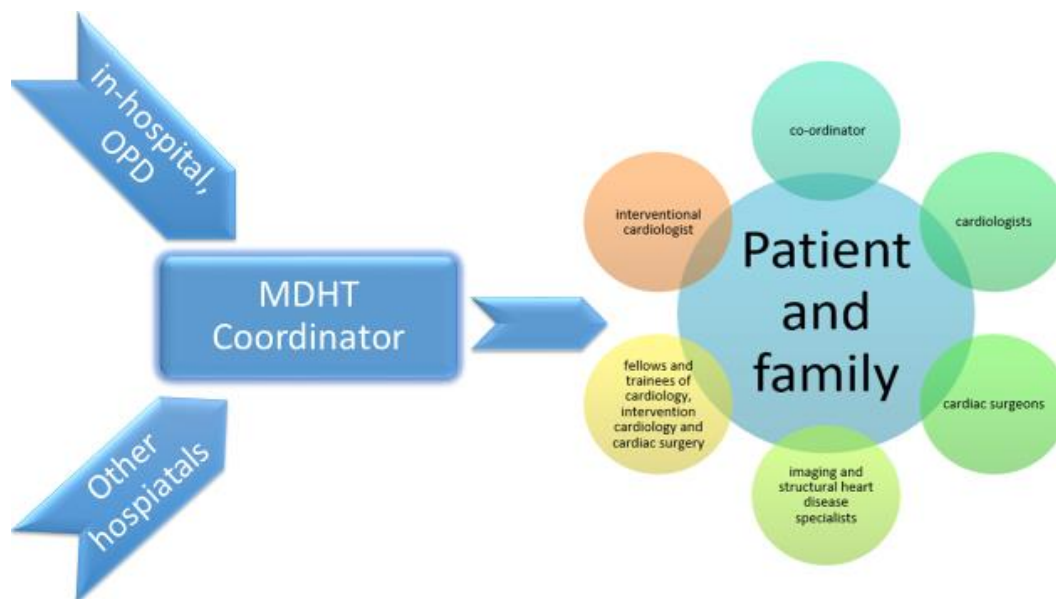 in-hospital,
OPD
Other
hospiatals
MDHT
Coordinator
Patient
and
family
co-ordinator
cardiologists
cardiac surgeons
imaging and
structural heart
disease
specialists
fellows and
trainees of
cardiology,
intervention
cardiology and
cardiac surgery
interventional
cardiologist